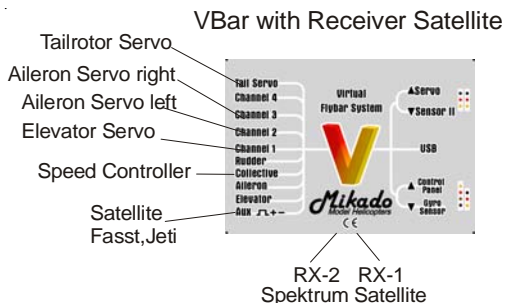 VBar with Receiver Satellite
Tailrotor Servo
Aileron Servo right
Aileron Servo left
Elevator Servo
Speed Controller
Satellite
Fasst,Jeti
Tail Servo
Channel 4
Channel 3
Channel 2
Channel 1
Rudder
Collective
Aileron
Elevator
Aux + -
Virtual
Flybar System
V
Mikado
Model Helicopters
CE
▲Servo
▼Sensor II
USB
▲ Control
Panel
▼ Gyro
Sensor
RX-2 RX-1
Spektrum Satellite